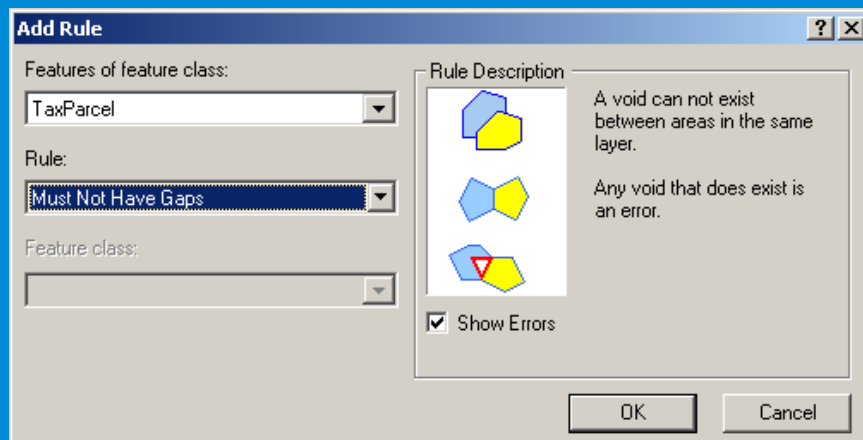 Add Rule
Features of feature class:
TaxParcel
Rule:
Must Not Have Gaps
Feature class:
Rule Description
A void can not exist
between areas in the same
layer.
Any void that does exist is
an error.
Show Errors
OK
Cancel